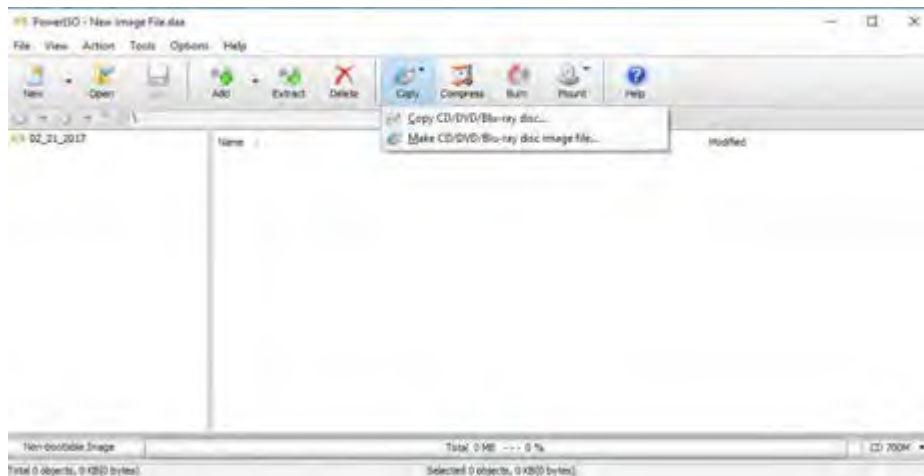 PowerISO - New Image File.daa
File View Action Tools Options Help
New Open Add Extract Delete Copy Compress Burn Mount Help
\
Copy CD/DVD/Blu-ray disc...
Make CD/DVD/Blu-ray disc image file...
02_21_2017
Name Modified
Non-bootable Image Total 0 MB --- 0 % CD 700M
Total 0 objects, 0 KB(0 bytes) Selected 0 objects, 0 KB(0 bytes)